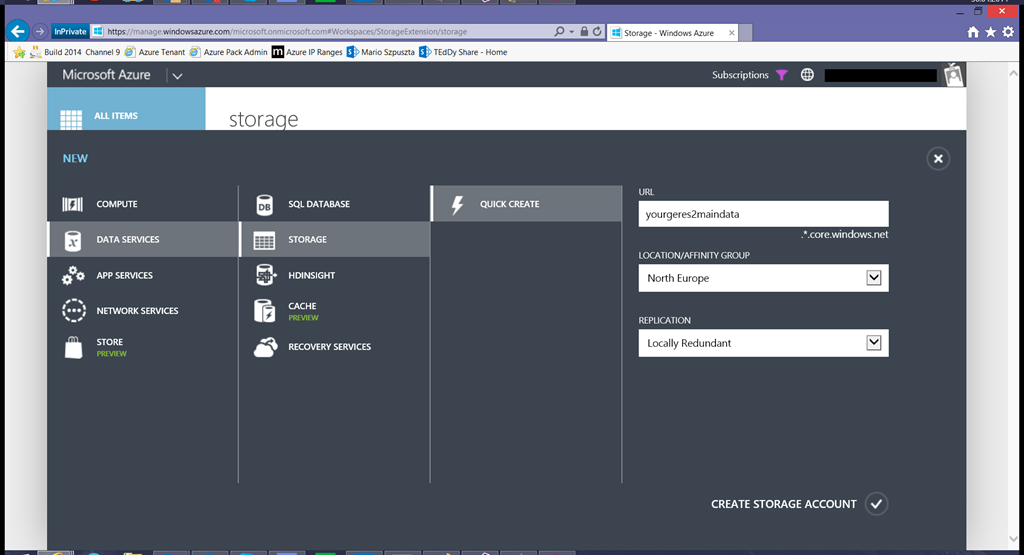 InPrivate
https://manage.windowsazure.com/microsoft.onmicrosoft.com#Workspaces/StorageExtension/storage
Storage - Windows Azure
Build 2014 Channel 9 Azure Tenant Azure Pack Admin Azure IP Ranges Mario Szpuszta TEdDy Share - Home
Microsoft Azure
Subscriptions
ALL ITEMS
storage
NEW
COMPUTE
DATA SERVICES
APP SERVICES
NETWORK SERVICES
STORE
PREVIEW
DB
SQL DATABASE
STORAGE
HDINSIGHT
CACHE
PREVIEW
RECOVERY SERVICES
QUICK CREATE
URL
yourgeres2maindata
.*.core.windows.net
LOCATION/AFFINITY GROUP
North Europe
REPLICATION
Locally Redundant
CREATE STORAGE ACCOUNT